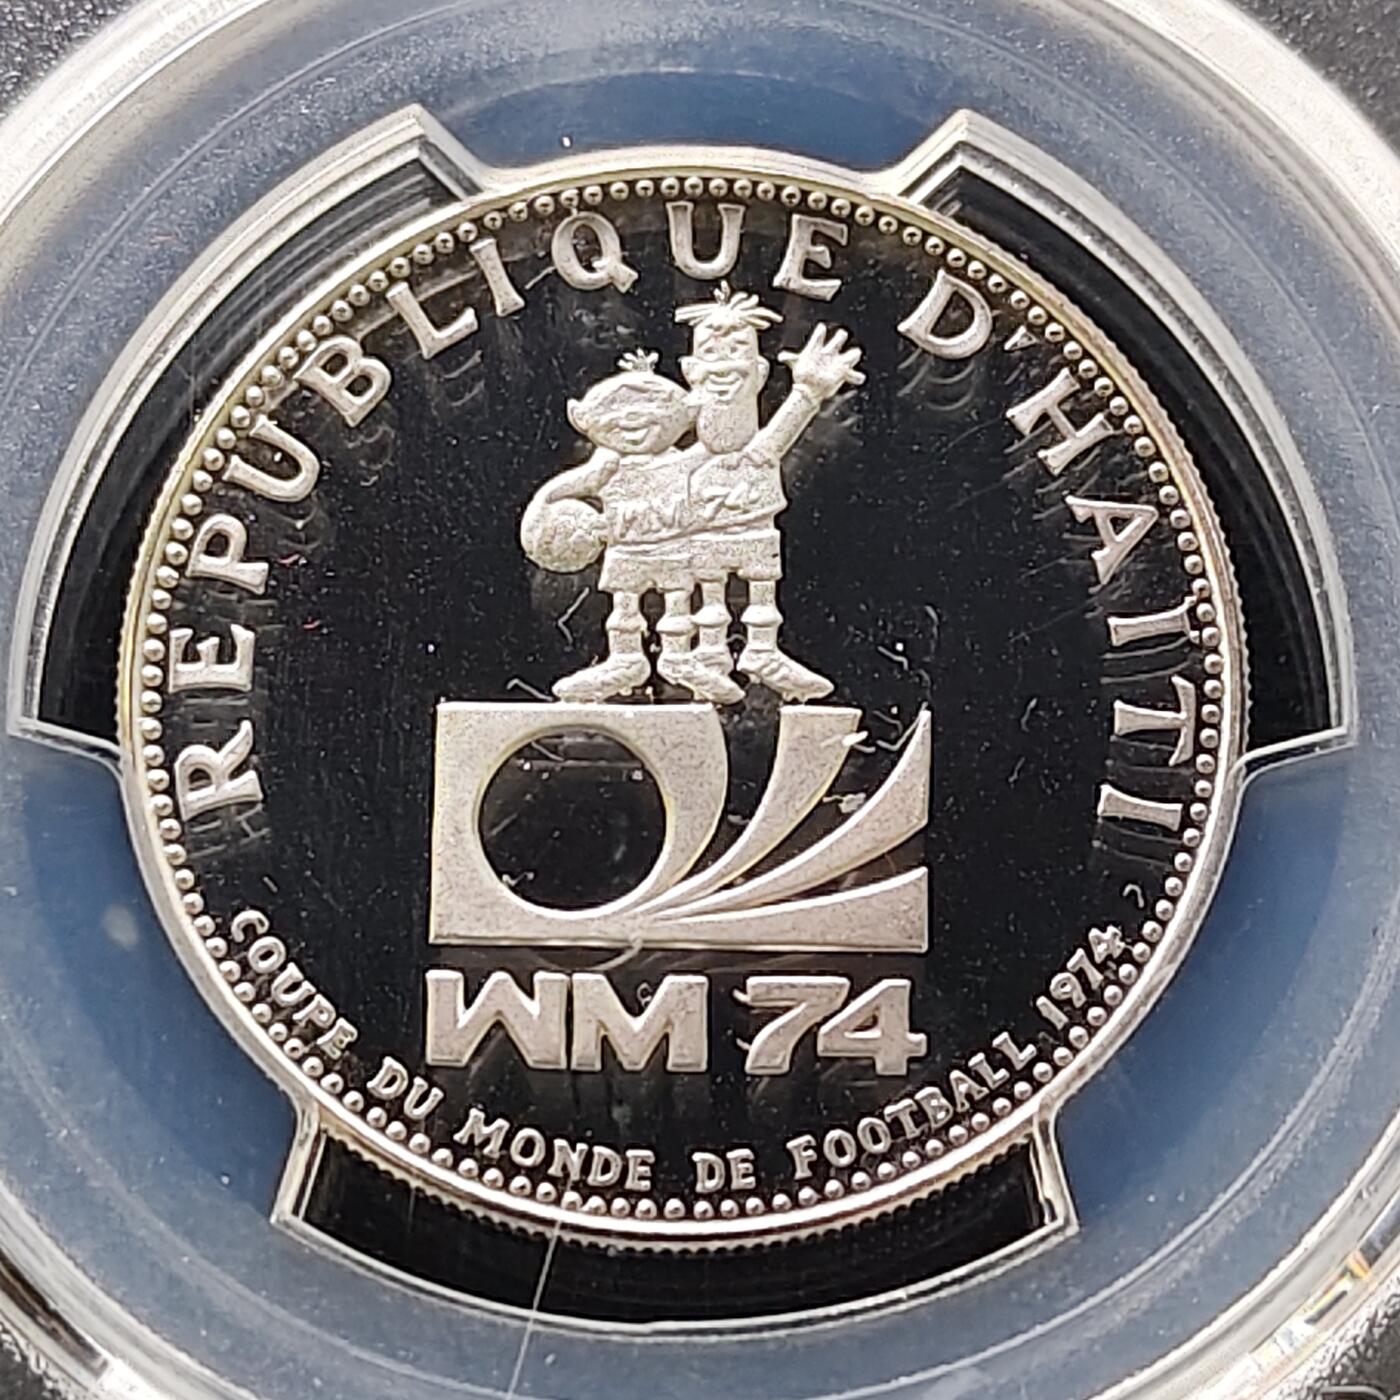 REPUBLIQUE D'HAITI
WM 74
WM 74
COUPE DU MONDE DE FOOTBALL 1974